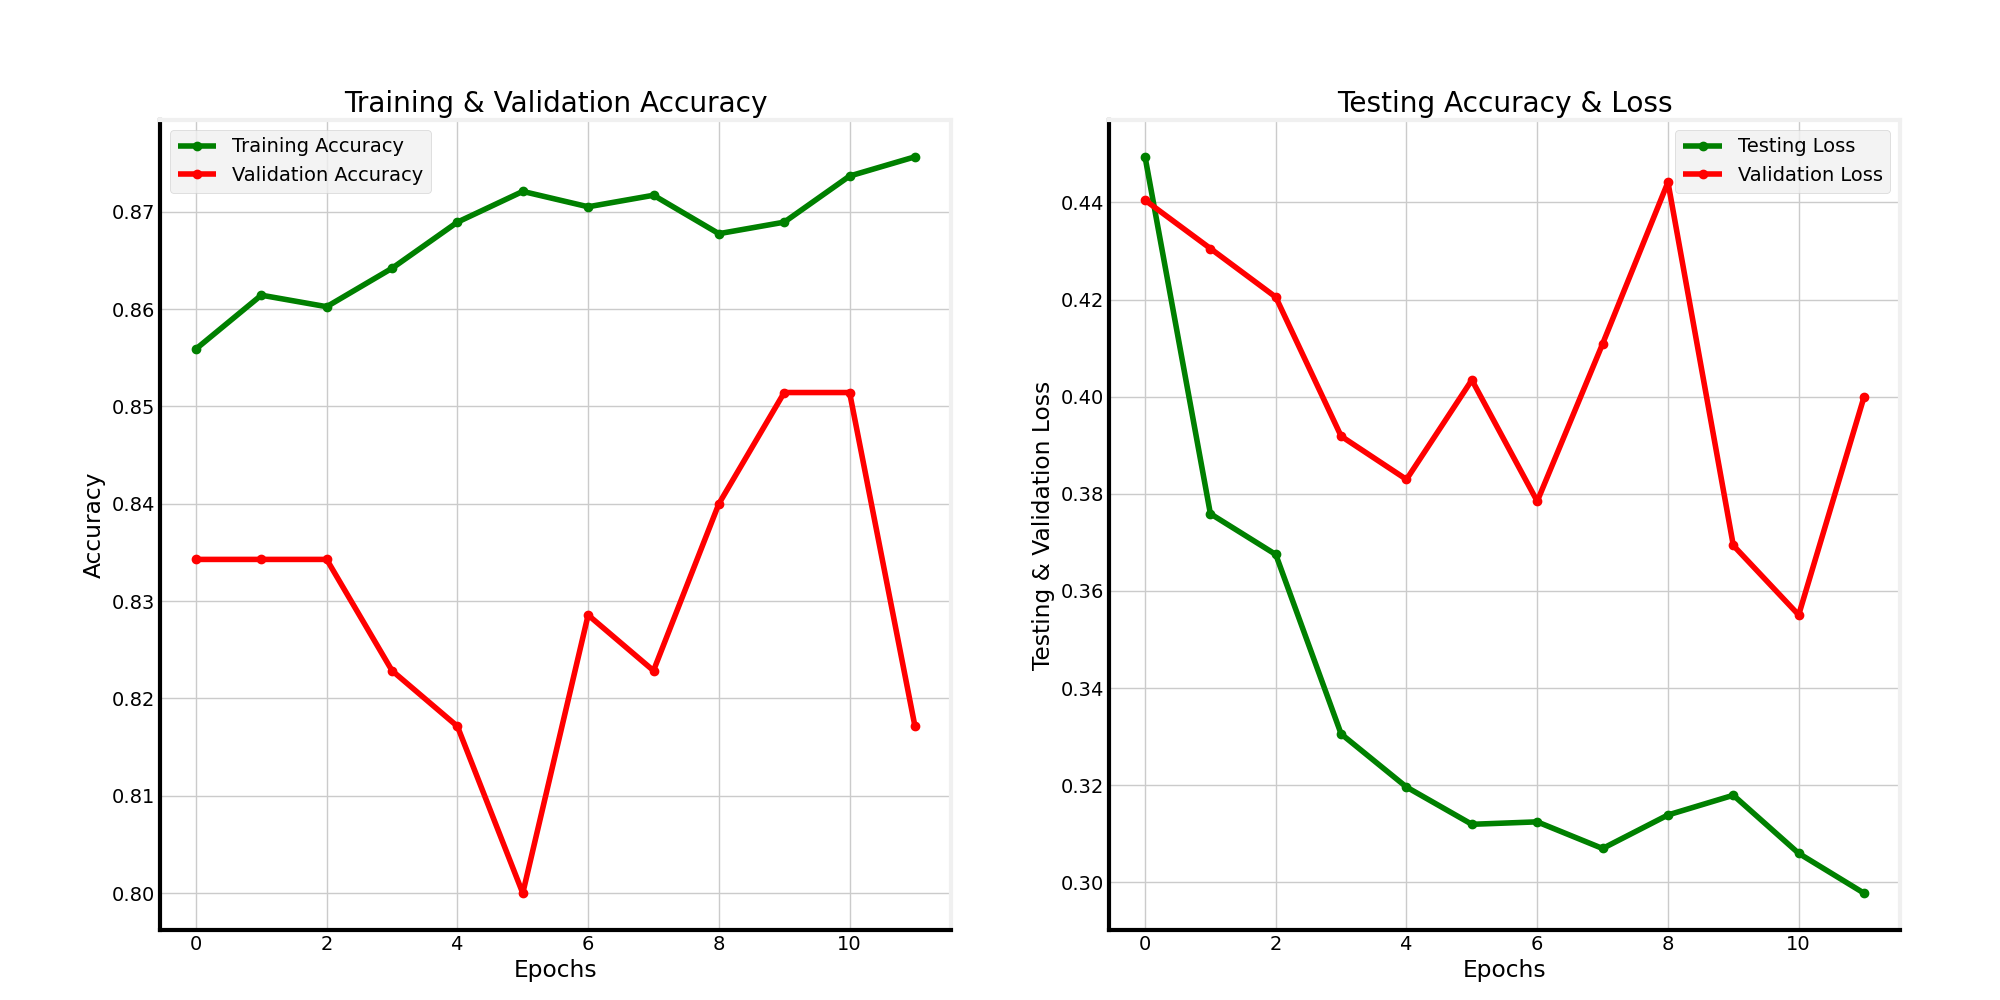 Training & Validation Accuracy
Training Accuracy
Validation Accuracy
0.87
0.86
0.85
0.84
0.83
0.82
0.81
0.80
Accuracy
0 2 4 6 8 10
Epochs
Testing Accuracy & Loss
Testing Loss
Validation Loss
0.44
0.42
0.40
0.38
0.36
0.34
0.32
0.30
Testing & Validation Loss
0 2 4 6 8 10
Epochs